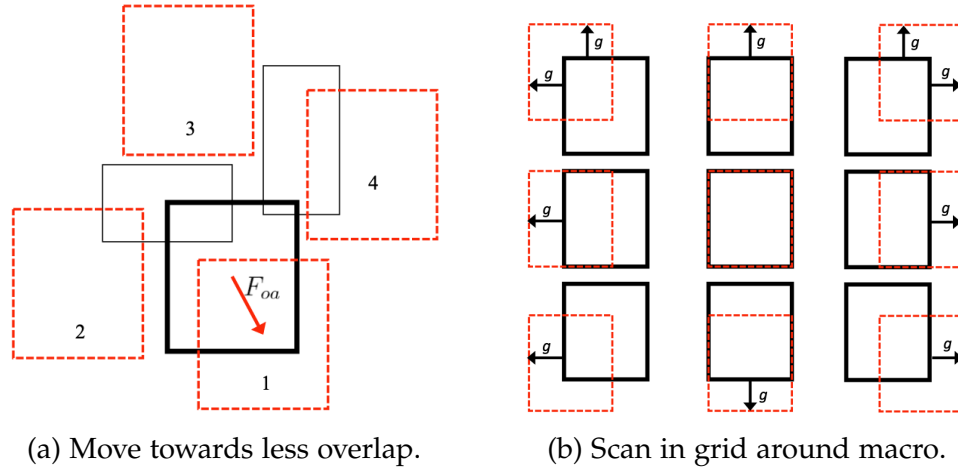 3
4
F_oa
2
1
(a) Move towards less overlap.
g
g
g
g
g
g
g
g
g
g
(b) Scan in grid around macro.